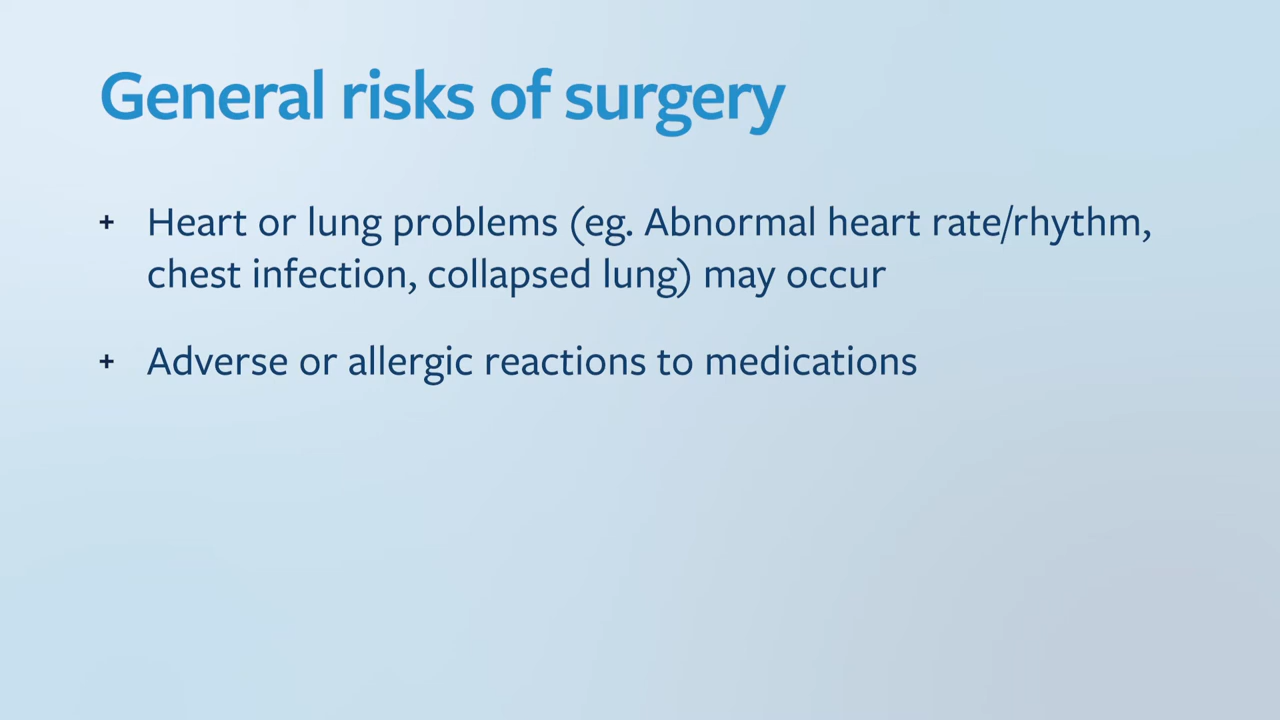 General risks of surgery
+ Heart or lung problems (eg. Abnormal heart rate/rhythm,
chest infection, collapsed lung) may occur
+ Adverse or allergic reactions to medications